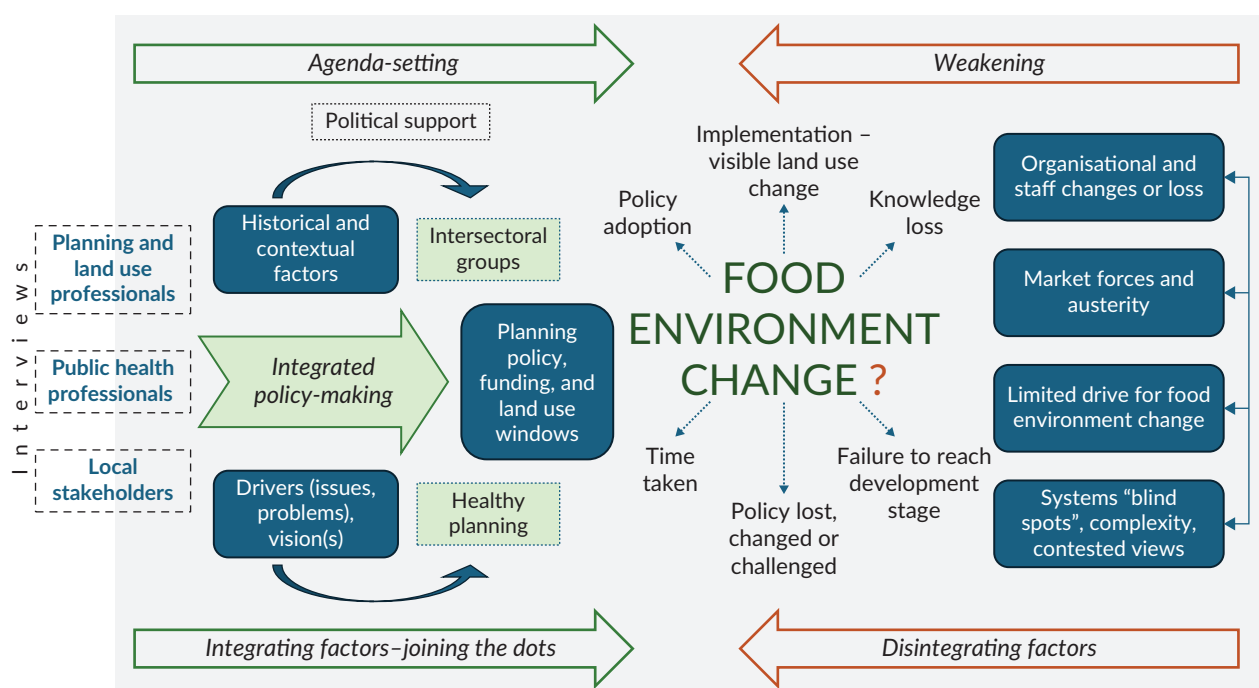 Agenda-setting
Weakening
Political support
Interviews
Planning and
land use
professionals
Public health
professionals
Local
stakeholders
Historical and
contextual
factors
Intersectoral
groups
Integrated
policy-making
Planning
policy,
funding, and
land use
windows
Drivers (issues,
problems),
vision(s)
Healthy
planning
Policy
adoption
Implementation –
visible land use
change
Knowledge
loss
FOOD
ENVIRONMENT
CHANGE ?
Time
taken
Policy lost,
changed or
challenged
Failure to reach
development
stage
Organisational and
staff changes or loss
Market forces and
austerity
Limited drive for food
environment change
Systems “blind
spots”, complexity,
contested views
Integrating factors–joining the dots
Disintegrating factors